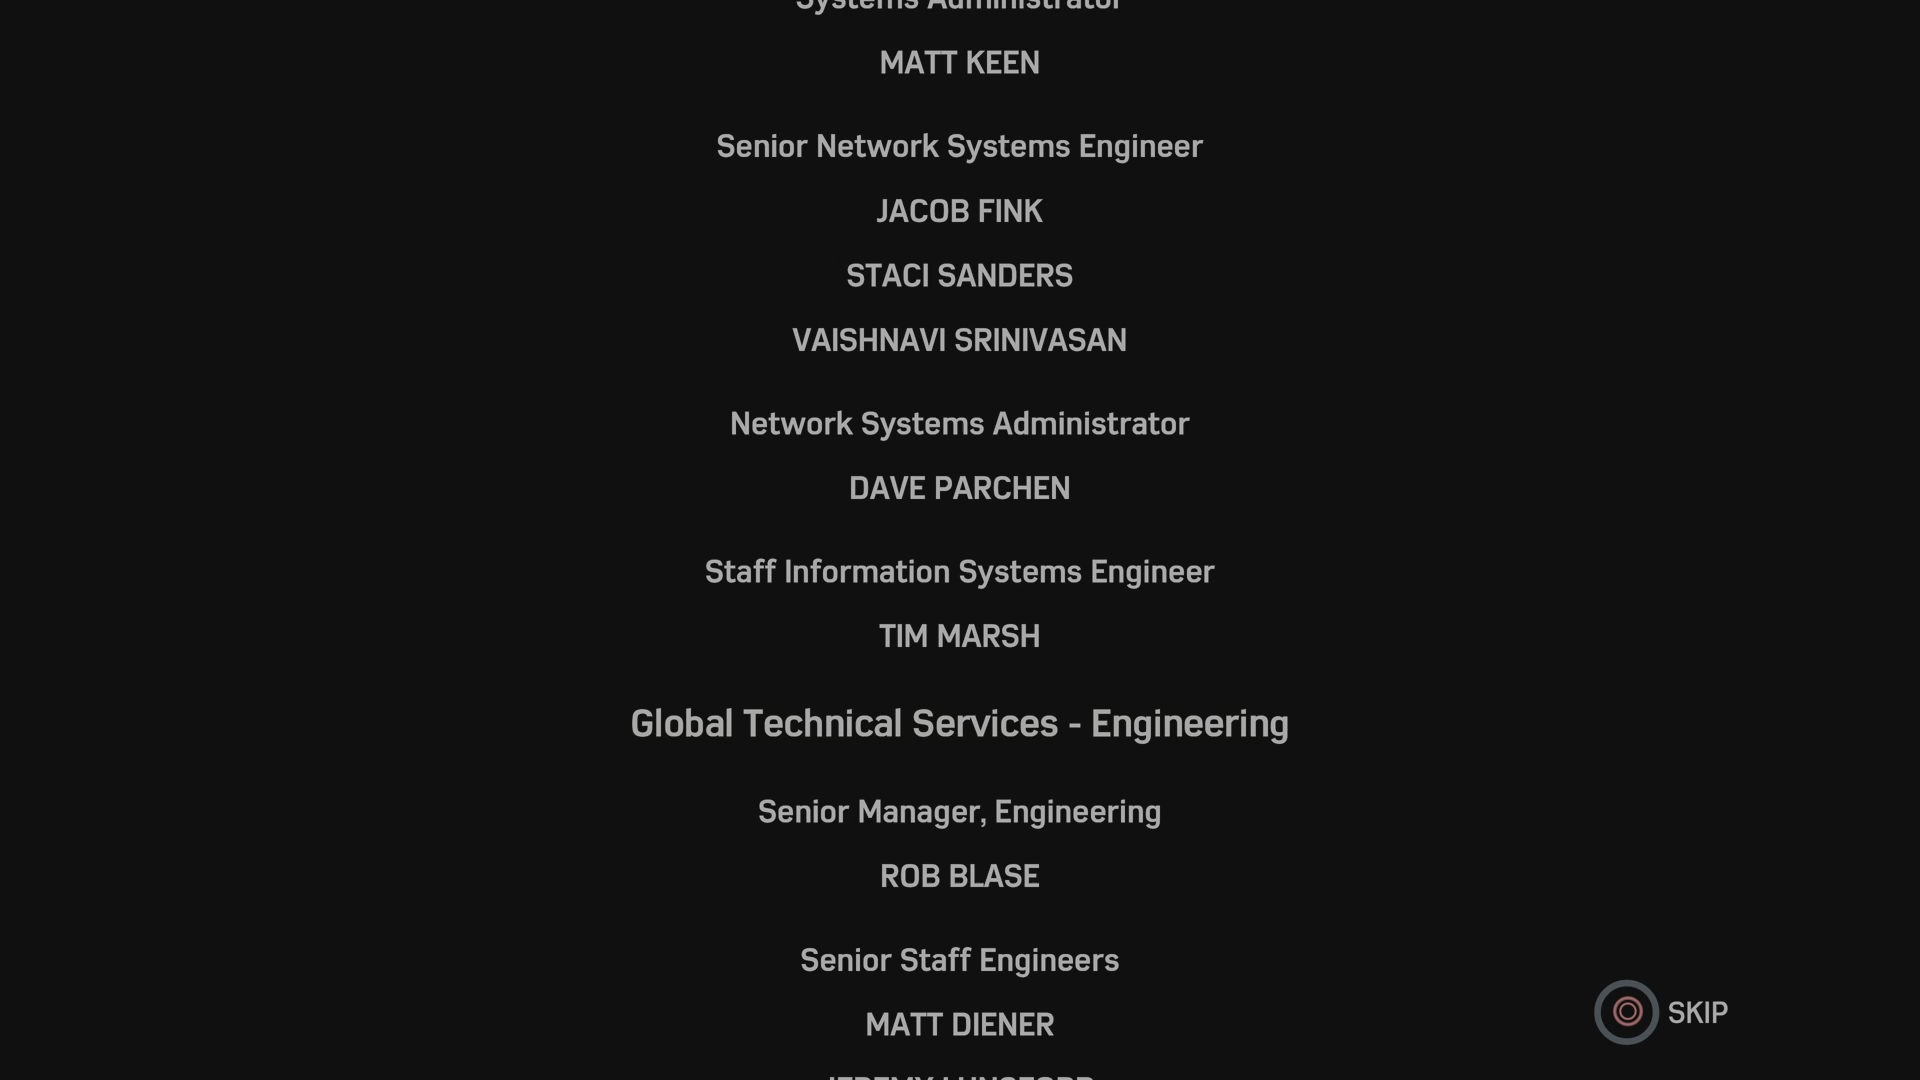 Systems Administrator
MATT KEEN
Senior Network Systems Engineer
JACOB FINK
STACI SANDERS
VAISHNAVI SRINIVASAN
Network Systems Administrator
DAVE PARCHEN
Staff Information Systems Engineer
TIM MARSH
Global Technical Services - Engineering
Senior Manager, Engineering
ROB BLASE
Senior Staff Engineers
MATT DIENER
SKIP